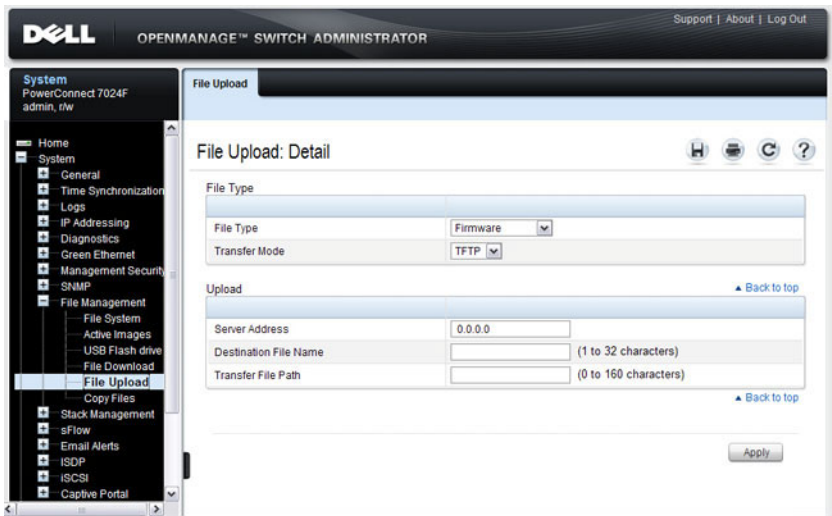 Support | About | Log Out
DELL OPENMANAGE™ SWITCH ADMINISTRATOR
System
PowerConnect 7024F
admin, r/w
Home
System
General
Time Synchronization
Logs
IP Addressing
Diagnostics
Green Ethernet
Management Security
SNMP
File Management
File System
Active Images
USB Flash drive
File Download
File Upload
Copy Files
Stack Management
sFlow
Email Alerts
ISDP
iSCSI
Captive Portal
File Upload
File Upload: Detail
File Type
File Type Firmware
Transfer Mode TFTP
Upload Back to top
Server Address 0.0.0.0
Destination File Name (1 to 32 characters)
Transfer File Path (0 to 160 characters)
Back to top
Apply